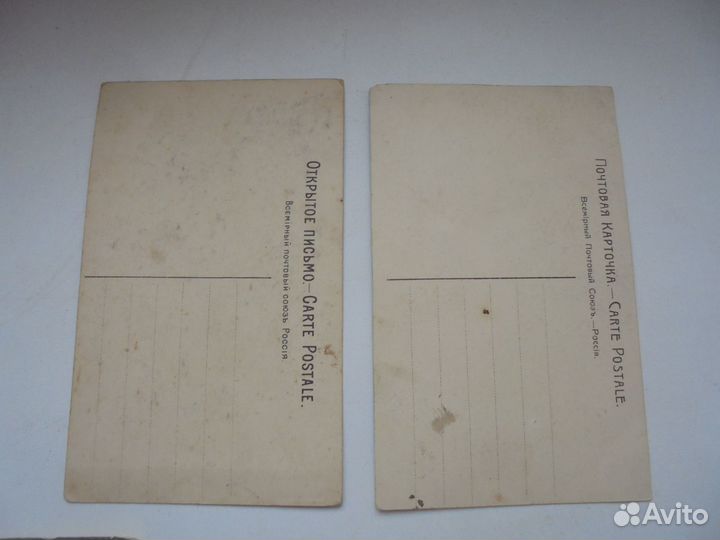 ОТКРЫТОЕ ПИСЬМО.—CARTE POSTALE.
Всемірный почтовый союзъ. Россія.
ПОЧТОВАЯ КАРТОЧКА.—CARTE POSTALE.
Всемірный Почтовый Союзъ.—Россія.
Avito